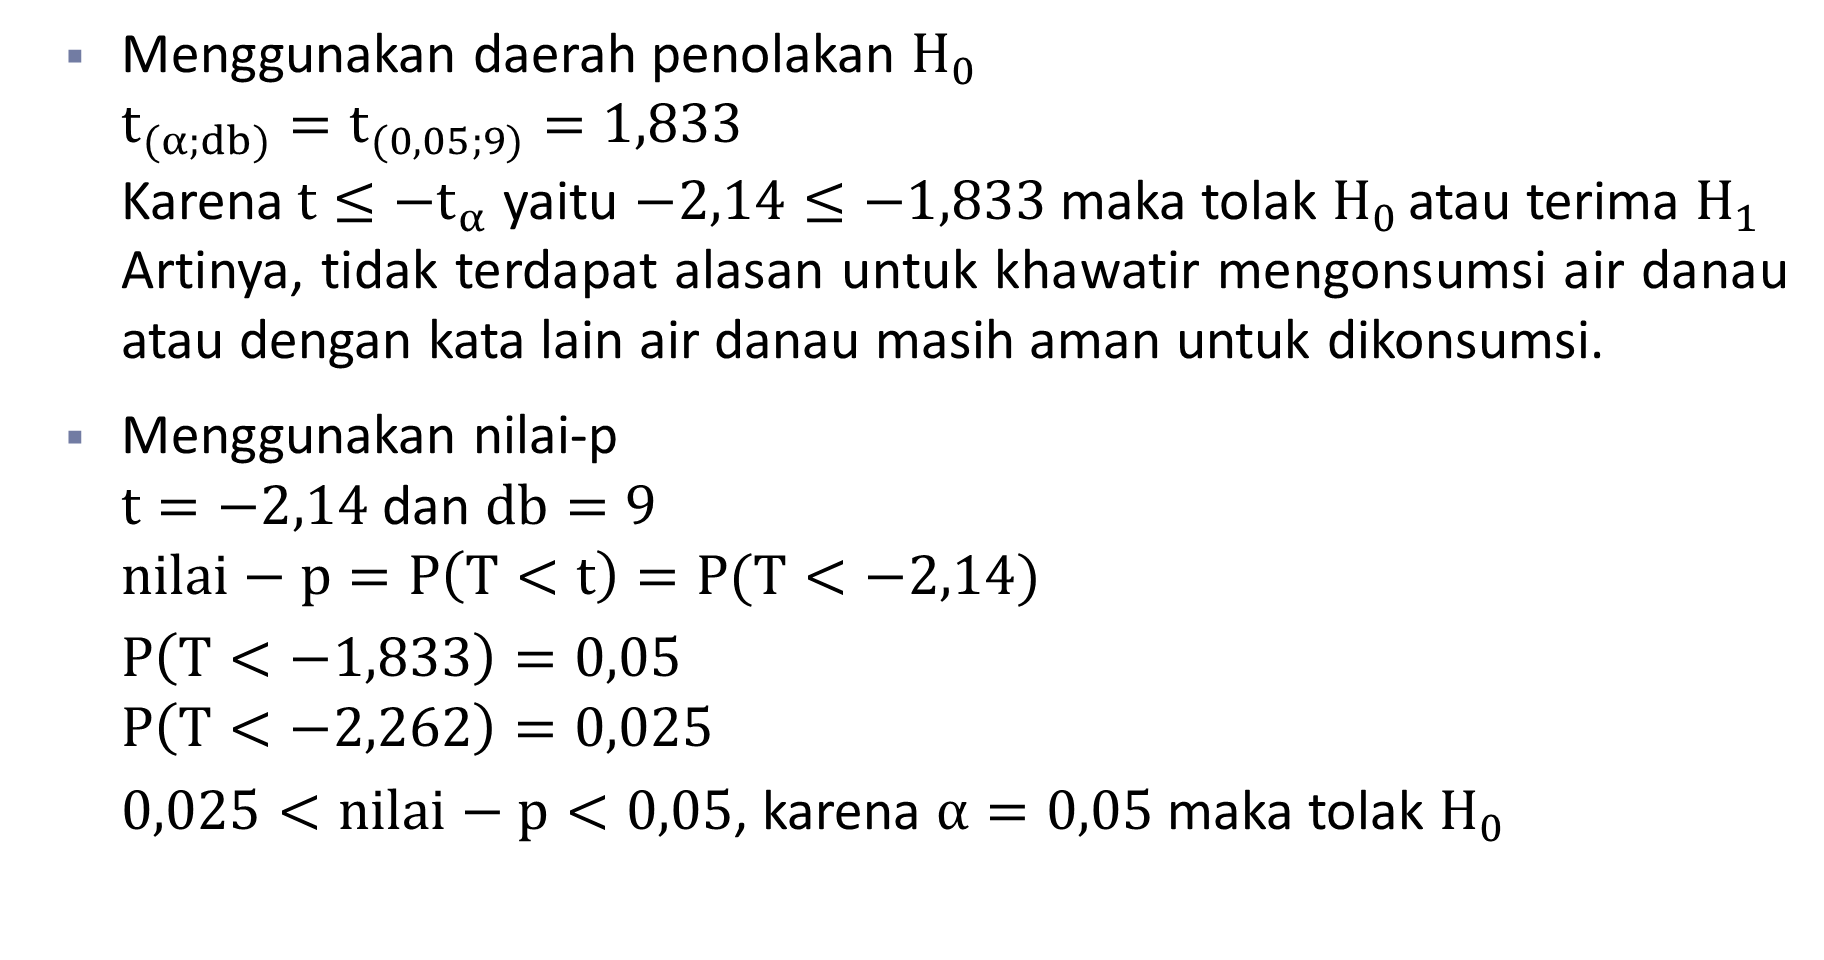 ▪ Menggunakan daerah penolakan H₀
t₍α;db₎ = t₍0,05;9₎ = 1,833
Karena t ≤ −tα yaitu −2,14 ≤ −1,833 maka tolak H₀ atau terima H₁
Artinya, tidak terdapat alasan untuk khawatir mengonsumsi air danau
atau dengan kata lain air danau masih aman untuk dikonsumsi.
▪ Menggunakan nilai-p
t = −2,14 dan db = 9
nilai − p = P(T < t) = P(T < −2,14)
P(T < −1,833) = 0,05
P(T < −2,262) = 0,025
0,025 < nilai − p < 0,05, karena α = 0,05 maka tolak H₀